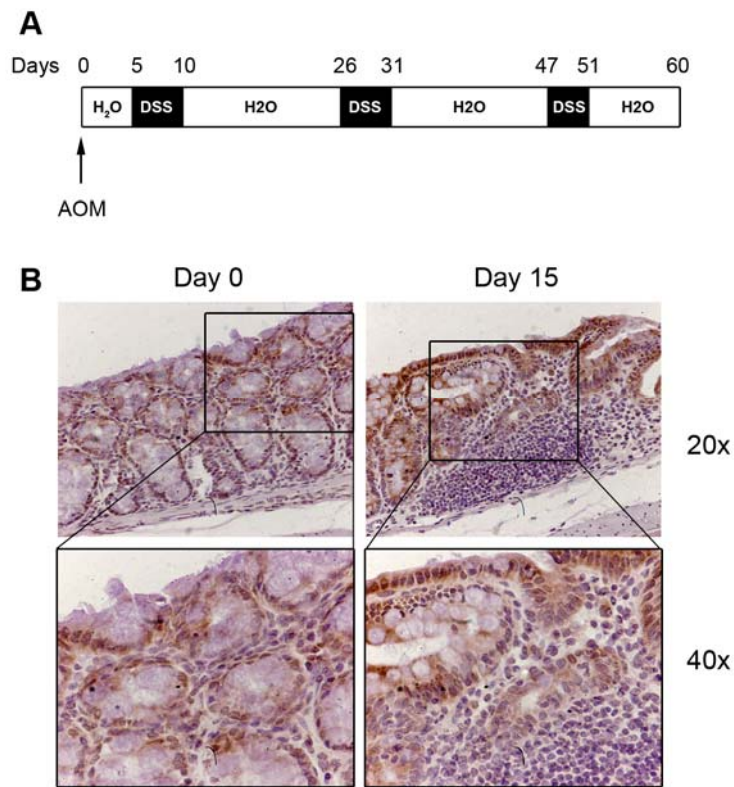 A
Days 0 5 10 26 31 47 51 60
H₂O DSS H2O DSS H2O DSS H2O
AOM
B
Day 0 Day 15
20x
40x